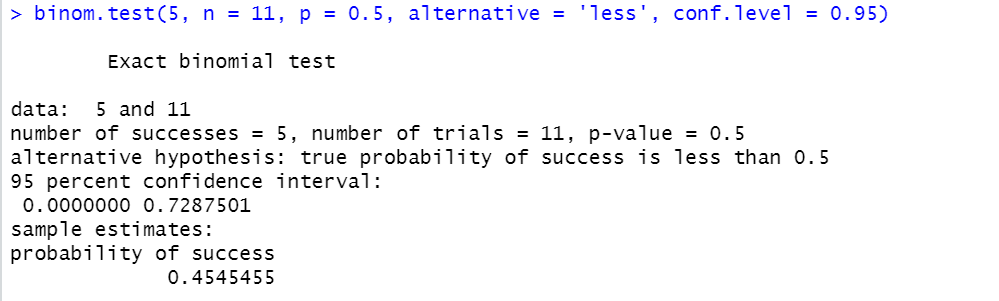 > binom.test(5, n = 11, p = 0.5, alternative = 'less', conf.level = 0.95)
Exact binomial test
data:  5 and 11
number of successes = 5, number of trials = 11, p-value = 0.5
alternative hypothesis: true probability of success is less than 0.5
95 percent confidence interval:
0.0000000 0.7287501
sample estimates:
probability of success
0.4545455